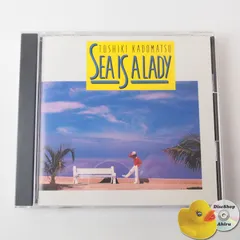 TOSHIKI KADOMATSU
SEA IS A LADY
DiscShop
Ahiru